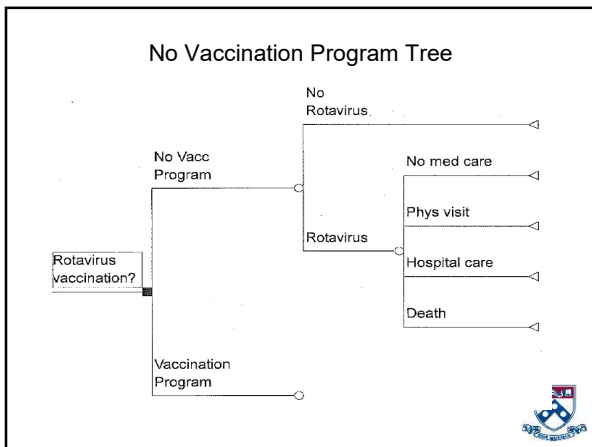 No Vaccination Program Tree
No
Rotavirus
No Vacc
Program
No med care
Phys visit
Rotavirus
Rotavirus
vaccination?
Hospital care
Death
Vaccination
Program